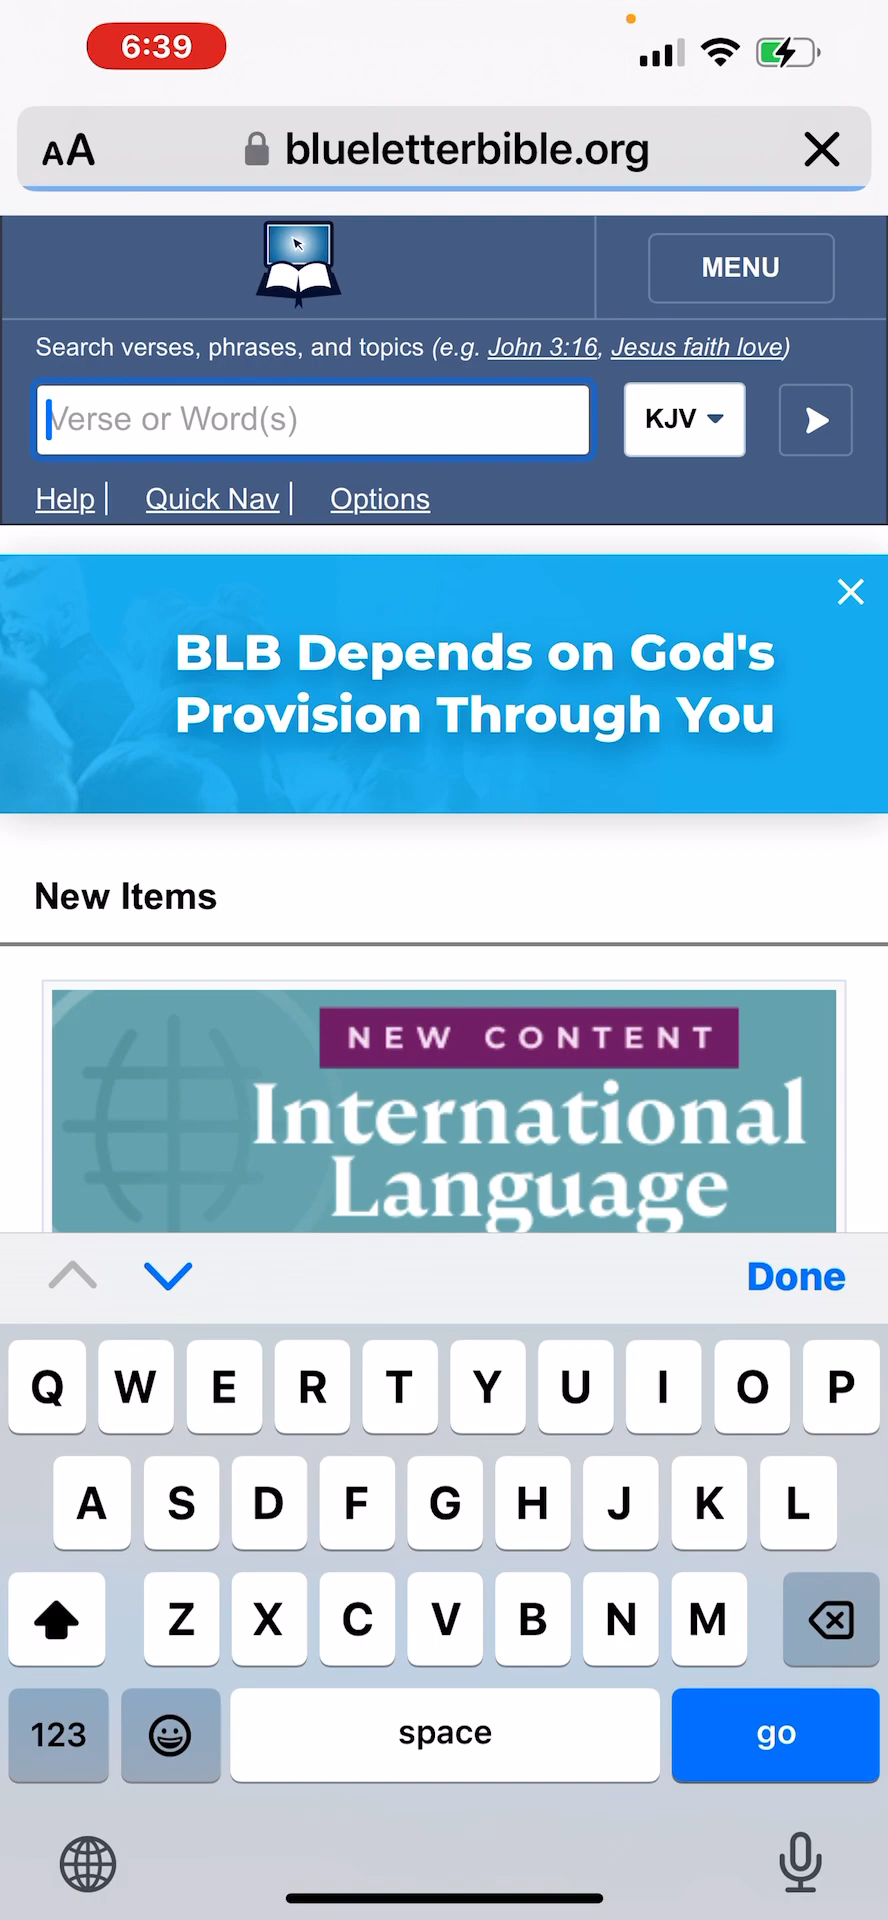 6:39
AA blueletterbible.org
MENU
Search verses, phrases, and topics (e.g. John 3:16, Jesus faith love)
Verse or Word(s) KJV
Help | Quick Nav | Options
BLB Depends on God's
Provision Through You
New Items
NEW CONTENT
International
Language
Done
Q W E R T Y U I O P
A S D F G H J K L
Z X C V B N M
123 space go